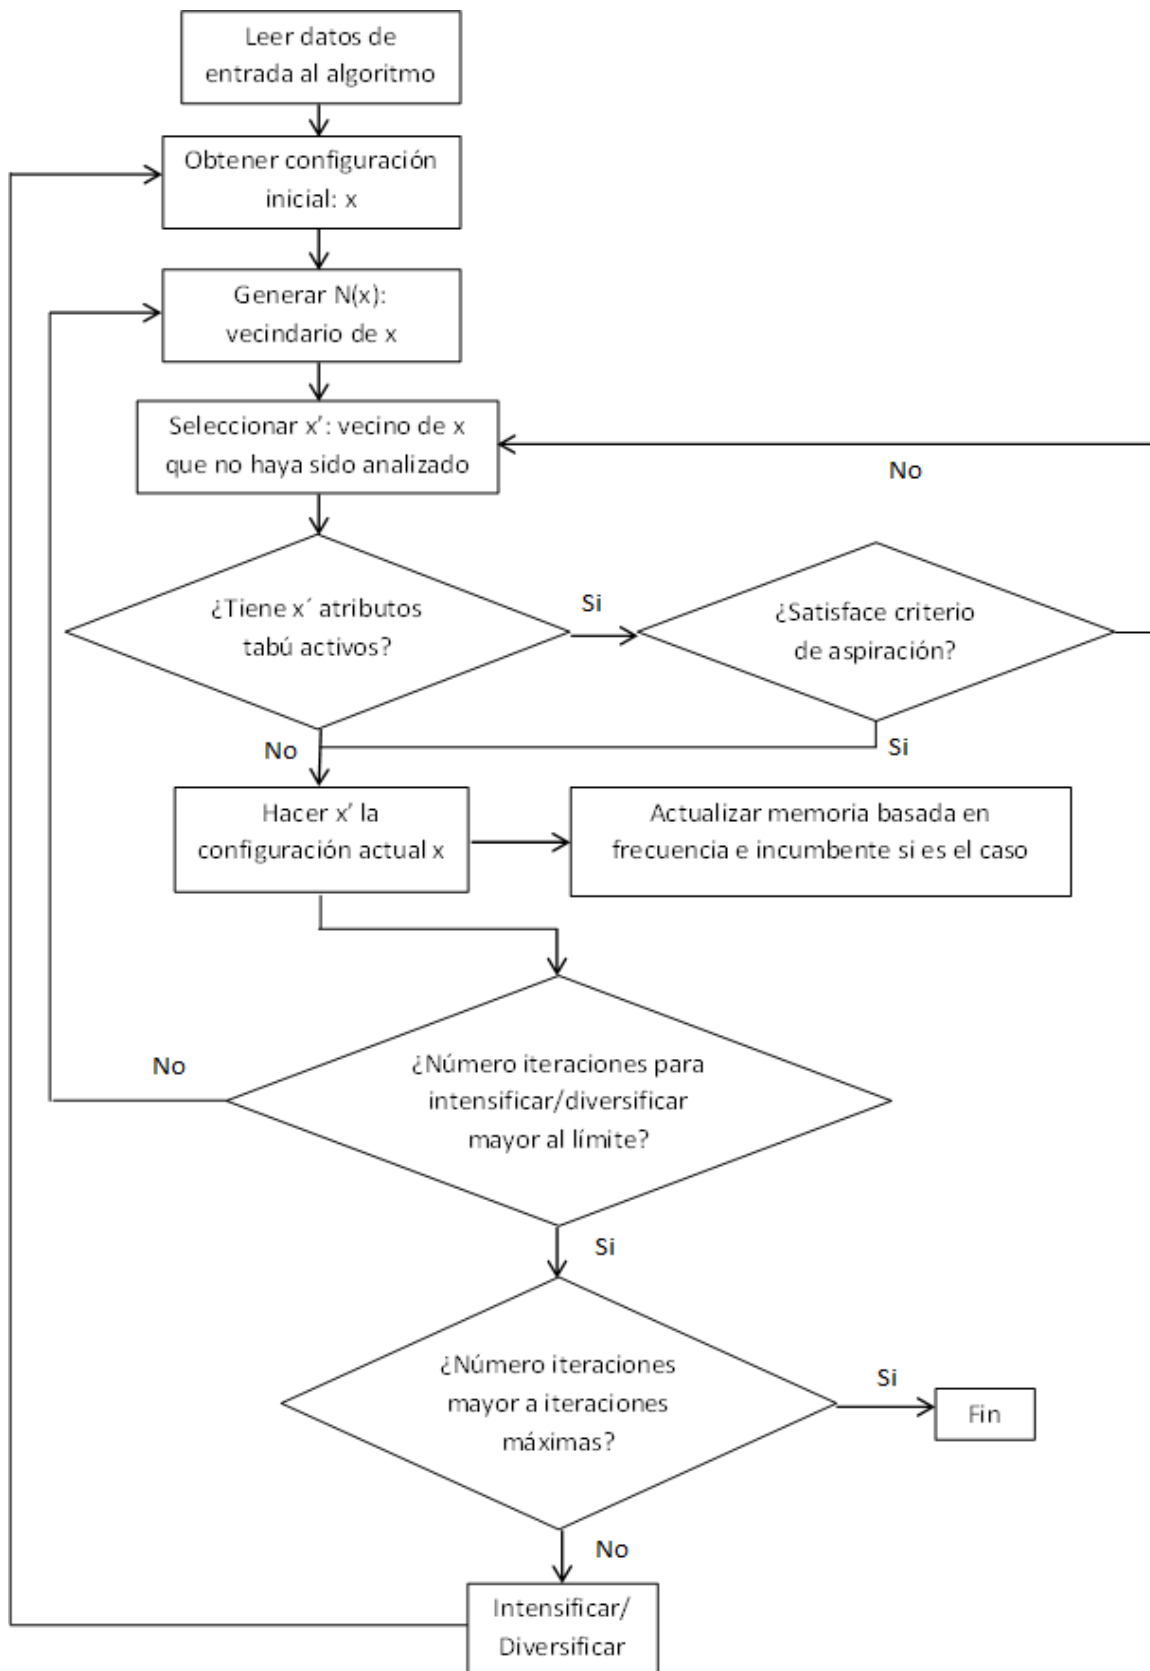 Leer datos de
entrada al algoritmo
Obtener configuración
inicial: x
Generar N(x):
vecindario de x
Seleccionar x’: vecino de x
que no haya sido analizado
No
¿Tiene x´ atributos
tabú activos?
Si
¿Satisface criterio
de aspiración?
No
Si
Hacer x’ la
configuración actual x
Actualizar memoria basada en
frecuencia e incumbente si es el caso
No
¿Número iteraciones para
intensificar/diversificar
mayor al límite?
Si
¿Número iteraciones
mayor a iteraciones
máximas?
Si
Fin
No
Intensificar/
Diversificar